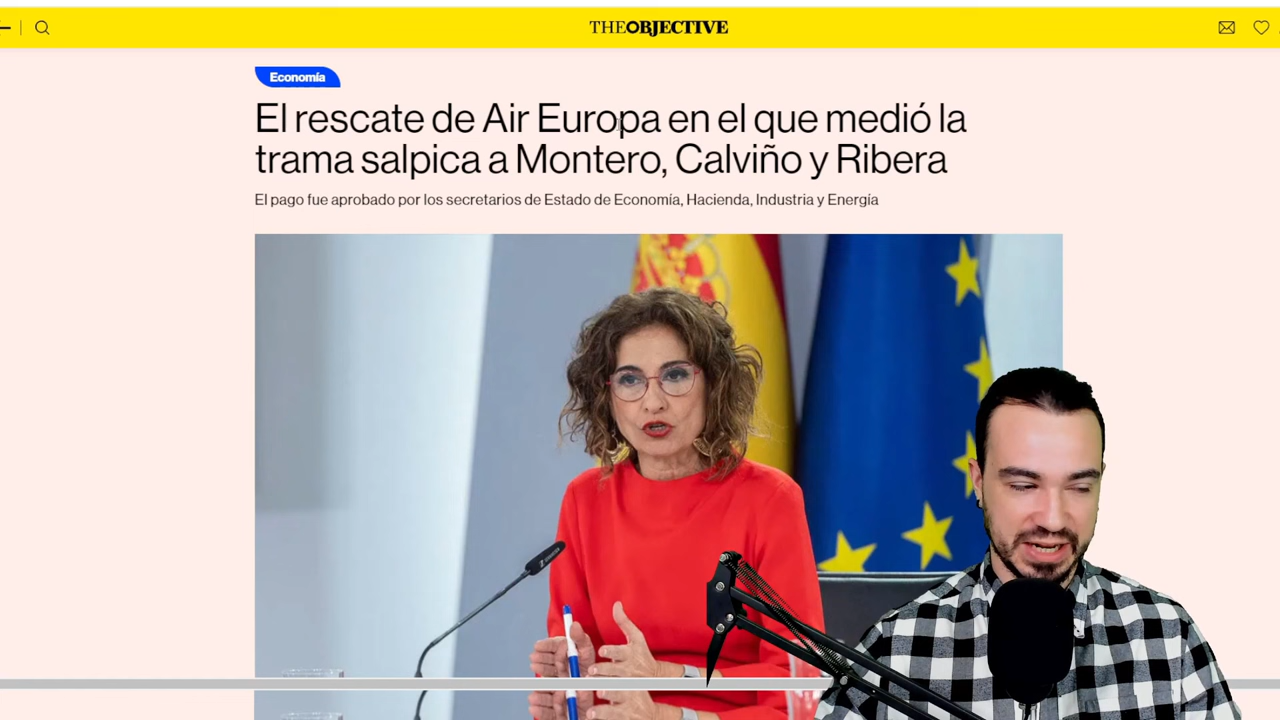 THEOBJECTIVE
Economía
El rescate de Air Europa en el que medió la
trama salpica a Montero, Calviño y Ribera
El pago fue aprobado por los secretarios de Estado de Economía, Hacienda, Industria y Energía